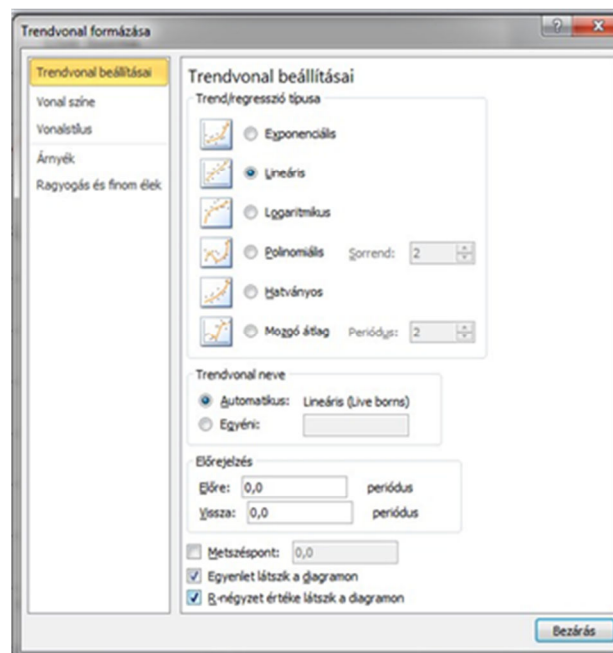 Trendvonal formázása
Trendvonal beállításai
Vonal színe
Vonalstílus
Árnyék
Ragyogás és finom élek
Trendvonal beállításai
Trend/regresszió típusa
Exponenciális
Lineáris
Logaritmikus
Polinomiális Sorrend: 2
Hatványos
Mozgó átlag Periódus: 2
Trendvonal neve
Automatikus: Lineáris (Live borns)
Egyéni:
Előrejelzés
Előre: 0,0 periódus
Vissza: 0,0 periódus
Metszéspont: 0,0
Egyenlet látszik a diagramon
R-négyzet értéke látszik a diagramon
Bezárás